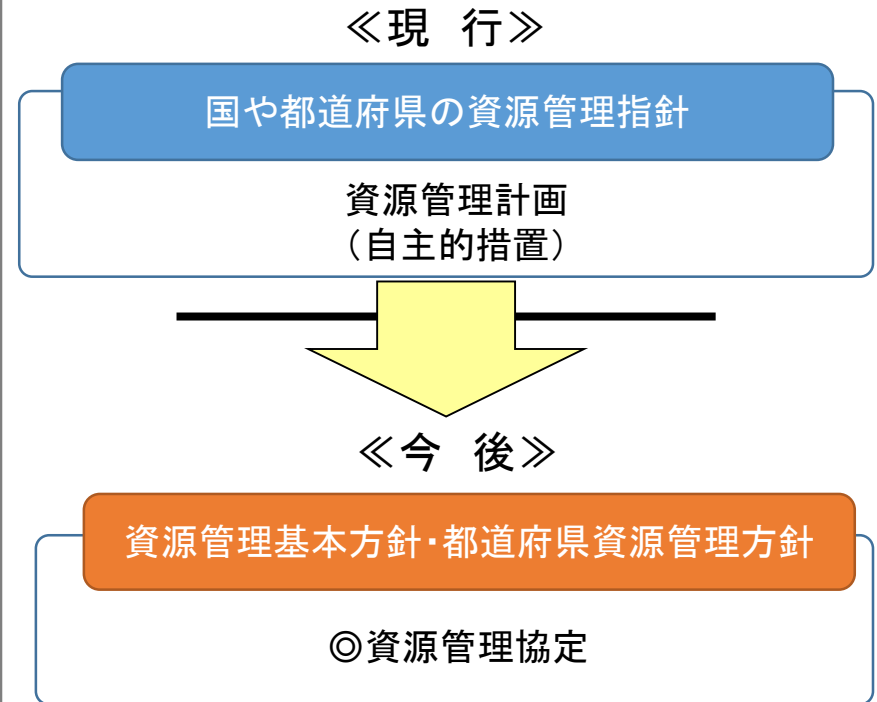 ≪現 行≫
国や都道府県の資源管理指針
資源管理計画
（自主的措置）
≪今 後≫
資源管理基本方針・都道府県資源管理方針
◎資源管理協定